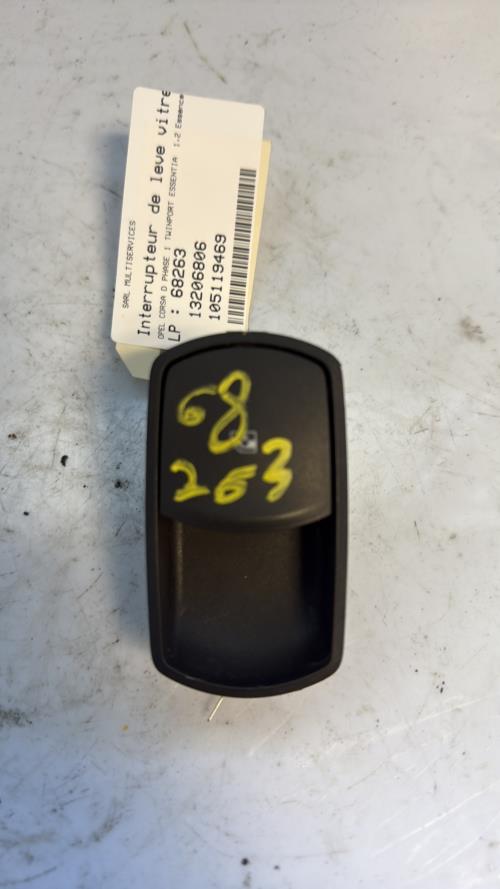 SARL MULTISERVICES
Interrupteur de leve vitre
OPEL CORSA D PHASE 1 TWINPORT ESSENTIA 1.2 Essence
LP : 68263
13206806
105119469
68
263